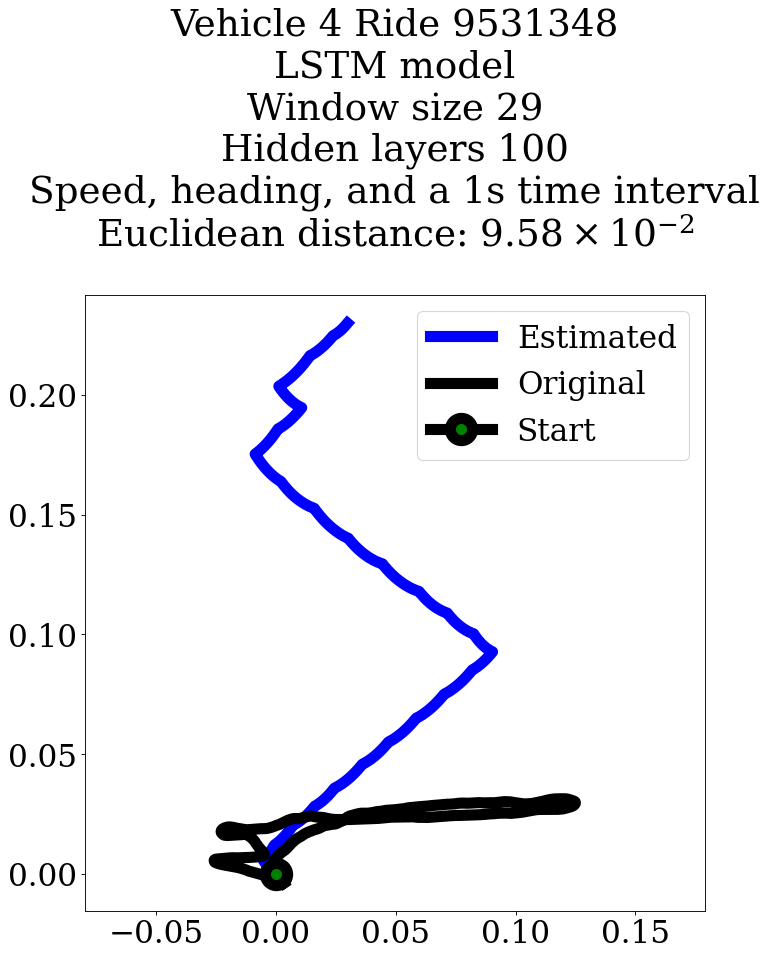 Vehicle 4 Ride 9531348
LSTM model
Window size 29
Hidden layers 100
Speed, heading, and a 1s time interval
Euclidean distance: 9.58 × 10⁻²
Estimated
Original
Start
0.20
0.15
0.10
0.05
0.00
−0.05 0.00 0.05 0.10 0.15